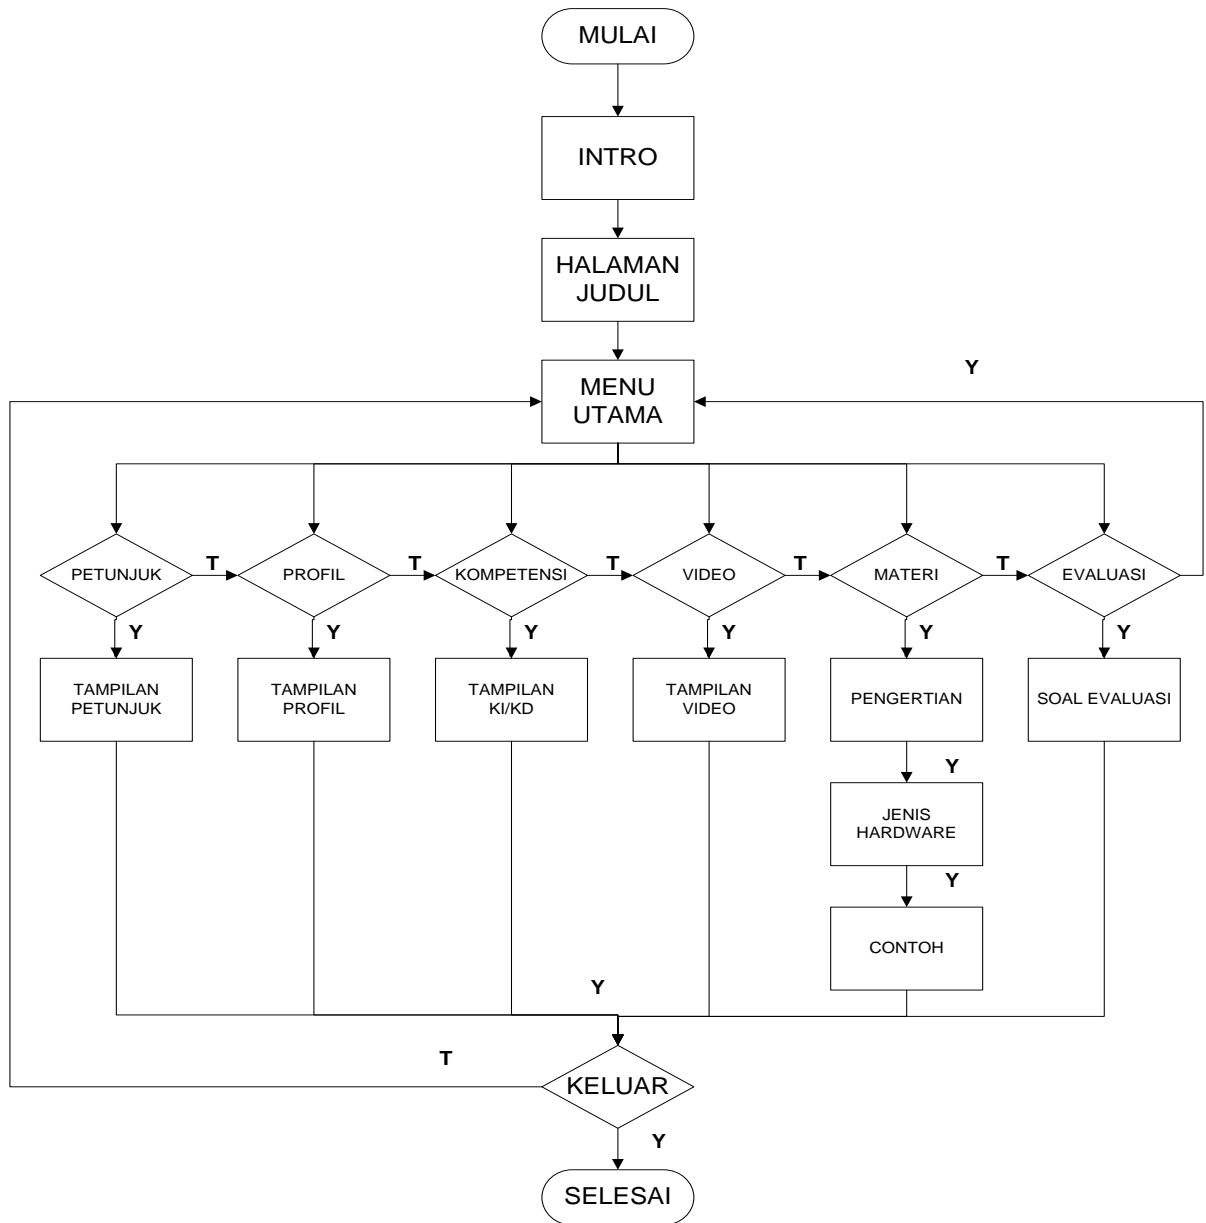 MULAI
INTRO
HALAMAN
JUDUL
Y
MENU
UTAMA
PETUNJUK
T
PROFIL
T
KOMPETENSI
T
VIDEO
T
MATERI
T
EVALUASI
Y
Y
Y
Y
Y
Y
TAMPILAN
PETUNJUK
TAMPILAN
PROFIL
TAMPILAN
KI/KD
TAMPILAN
VIDEO
PENGERTIAN
SOAL EVALUASI
Y
JENIS
HARDWARE
Y
CONTOH
Y
T
KELUAR
Y
SELESAI